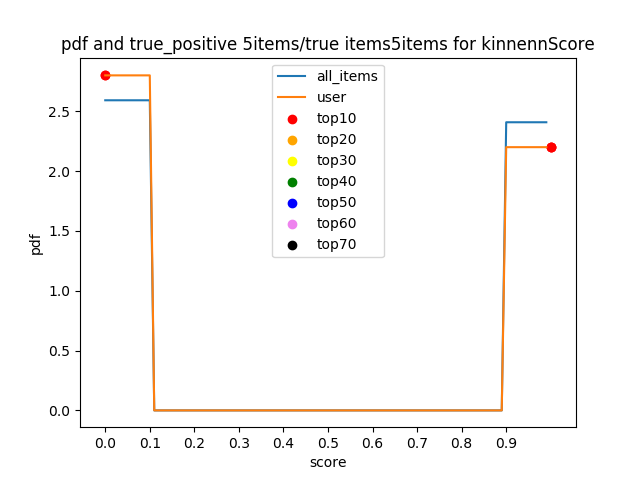 pdf and true_positive 5items/true items5items for kinnennScore
all_items
user
top10
top20
top30
top40
top50
top60
top70
2.5
2.0
1.5
1.0
0.5
0.0
pdf
0.0 0.1 0.2 0.3 0.4 0.5 0.6 0.7 0.8 0.9
score